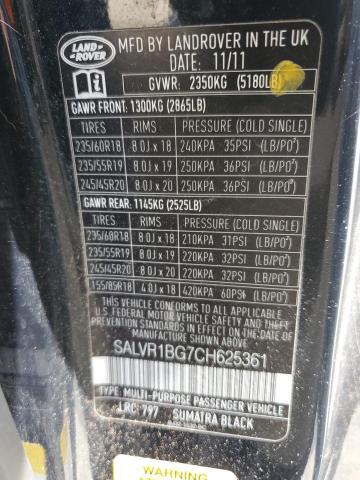 LAND ROVER
MFD BY LANDROVER IN THE UK
DATE: 11/11
GVWR: 2350KG (5180LB)
GAWR FRONT: 1300KG (2865LB)
TIRES RIMS PRESSURE (COLD SINGLE)
235/60R18 8.0J x 18 240KPA 35PSI (LB/PO²)
235/55R19 8.0J x 19 250KPA 36PSI (LB/PO²)
245/45R20 8.0J x 20 250KPA 36PSI (LB/PO²)
GAWR REAR: 1145KG (2525LB)
TIRES RIMS PRESSURE (COLD SINGLE)
235/60R18 8.0J x 18 210KPA 31PSI (LB/PO²)
235/55R19 8.0J x 19 220KPA 32PSI (LB/PO²)
245/45R20 8.0J x 20 220KPA 32PSI (LB/PO²)
155/85R18 4.0J x 18 420KPA 60PSI (LB/PO²)
THIS VEHICLE CONFORMS TO ALL APPLICABLE
U.S. FEDERAL MOTOR VEHICLE SAFETY AND
THEFT PREVENTION STANDARDS IN EFFECT ON THE
DATE OF MANUFACTURE SHOWN ABOVE.
SALVR1BG7CH625361
TYPE: MULTI-PURPOSE PASSENGER VEHICLE
LRC: 797 SUMATRA BLACK
WARNING